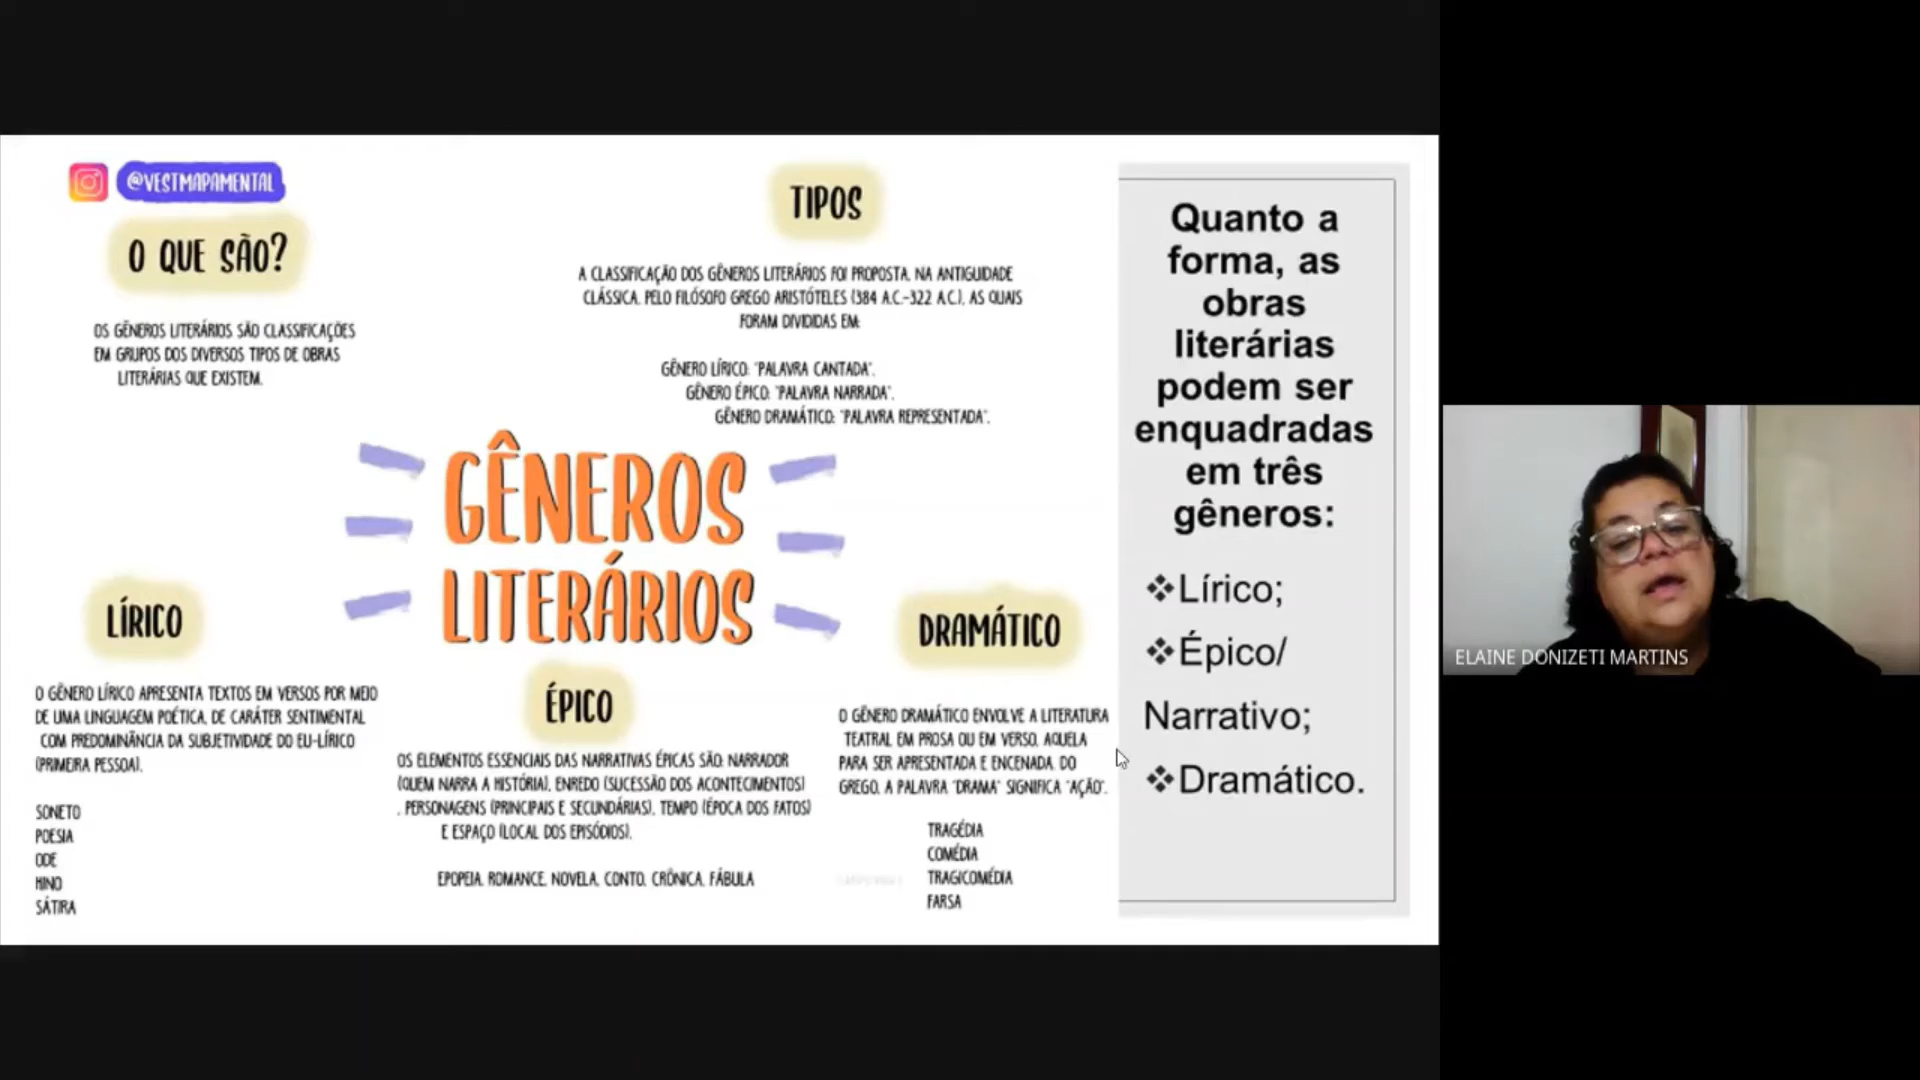 @VESTMAPAMENTAL
O QUE SÃO?
OS GÊNEROS LITERÁRIOS SÃO CLASSIFICAÇÕES
EM GRUPOS DOS DIVERSOS TIPOS DE OBRAS
LITERÁRIAS QUE EXISTEM.
TIPOS
A CLASSIFICAÇÃO DOS GÊNEROS LITERÁRIOS FOI PROPOSTA, NA ANTIGUIDADE
CLÁSSICA, PELO FILÓSOFO GREGO ARISTÓTELES (384 A.C.-322 A.C.), AS QUAIS
FORAM DIVIDIDAS EM:
GÊNERO LÍRICO: "PALAVRA CANTADA".
GÊNERO ÉPICO: "PALAVRA NARRADA".
GÊNERO DRAMÁTICO: "PALAVRA REPRESENTADA".
GÊNEROS
LITERÁRIOS
LÍRICO
O GÊNERO LÍRICO APRESENTA TEXTOS EM VERSOS POR MEIO
DE UMA LINGUAGEM POÉTICA, DE CARÁTER SENTIMENTAL
COM PREDOMINÂNCIA DA SUBJETIVIDADE DO EU-LÍRICO
(PRIMEIRA PESSOA).
SONETO
POESIA
ODE
HINO
SÁTIRA
ÉPICO
OS ELEMENTOS ESSENCIAIS DAS NARRATIVAS ÉPICAS SÃO: NARRADOR
(QUEM NARRA A HISTÓRIA), ENREDO (SUCESSÃO DOS ACONTECIMENTOS)
, PERSONAGENS (PRINCIPAIS E SECUNDÁRIAS), TEMPO (ÉPOCA DOS FATOS)
E ESPAÇO (LOCAL DOS EPISÓDIOS).
EPOPEIA, ROMANCE, NOVELA, CONTO, CRÔNICA, FÁBULA
DRAMÁTICO
O GÊNERO DRAMÁTICO ENVOLVE A LITERATURA
TEATRAL EM PROSA OU EM VERSO, AQUELA
PARA SER APRESENTADA E ENCENADA. DO
GREGO, A PALAVRA "DRAMA" SIGNIFICA "AÇÃO".
TRAGÉDIA
COMÉDIA
TRAGICOMÉDIA
FARSA
Quanto a
forma, as
obras
literárias
podem ser
enquadradas
em três
gêneros:
❖Lírico;
❖Épico/
Narrativo;
❖Dramático.
ELAINE DONIZETI MARTINS